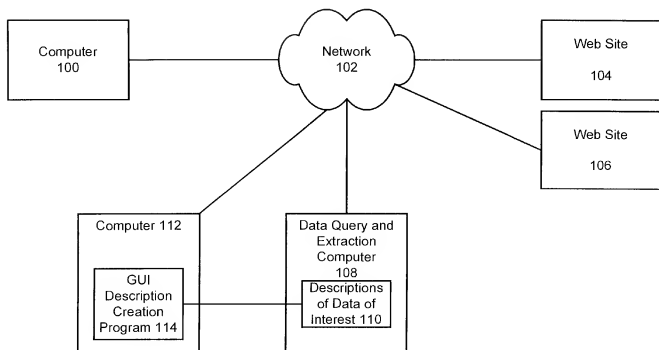 Computer
100
Network
102
Web Site
104
Web Site
106
Computer 112
GUI
Description
Creation
Program 114
Data Query and
Extraction
Computer
108
Descriptions
of Data of
Interest 110